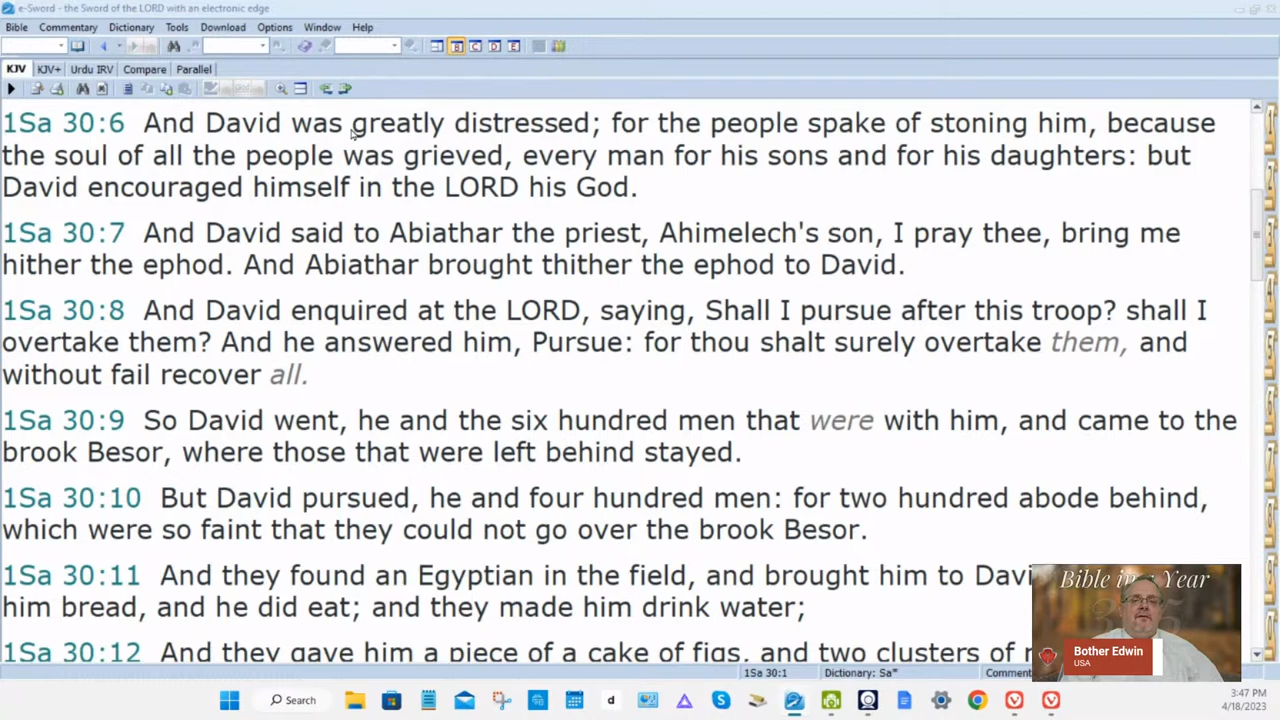 e-Sword - the Sword of the LORD with an electronic edge
Bible Commentary Dictionary Tools Download Options Window Help
B C D E
KJV KJV+ Urdu IRV Compare Parallel
1Sa 30:6 And David was greatly distressed; for the people spake of stoning him, because
the soul of all the people was grieved, every man for his sons and for his daughters: but
David encouraged himself in the LORD his God.
1Sa 30:7 And David said to Abiathar the priest, Ahimelech's son, I pray thee, bring me
hither the ephod. And Abiathar brought thither the ephod to David.
1Sa 30:8 And David enquired at the LORD, saying, Shall I pursue after this troop? shall I
overtake them? And he answered him, Pursue: for thou shalt surely overtake them, and
without fail recover all.
1Sa 30:9 So David went, he and the six hundred men that were with him, and came to the
brook Besor, where those that were left behind stayed.
1Sa 30:10 But David pursued, he and four hundred men: for two hundred abode behind,
which were so faint that they could not go over the brook Besor.
1Sa 30:11 And they found an Egyptian in the field, and brought him to Davi
him bread, and he did eat; and they made him drink water;
1Sa 30:12 And they gave him a piece of a cake of figs, and two clusters of
Bible in a Year
365
Bother Edwin
USA
1Sa 30:1 Dictionary: Sa* Comment
Search
3:47 PM
4/18/2023